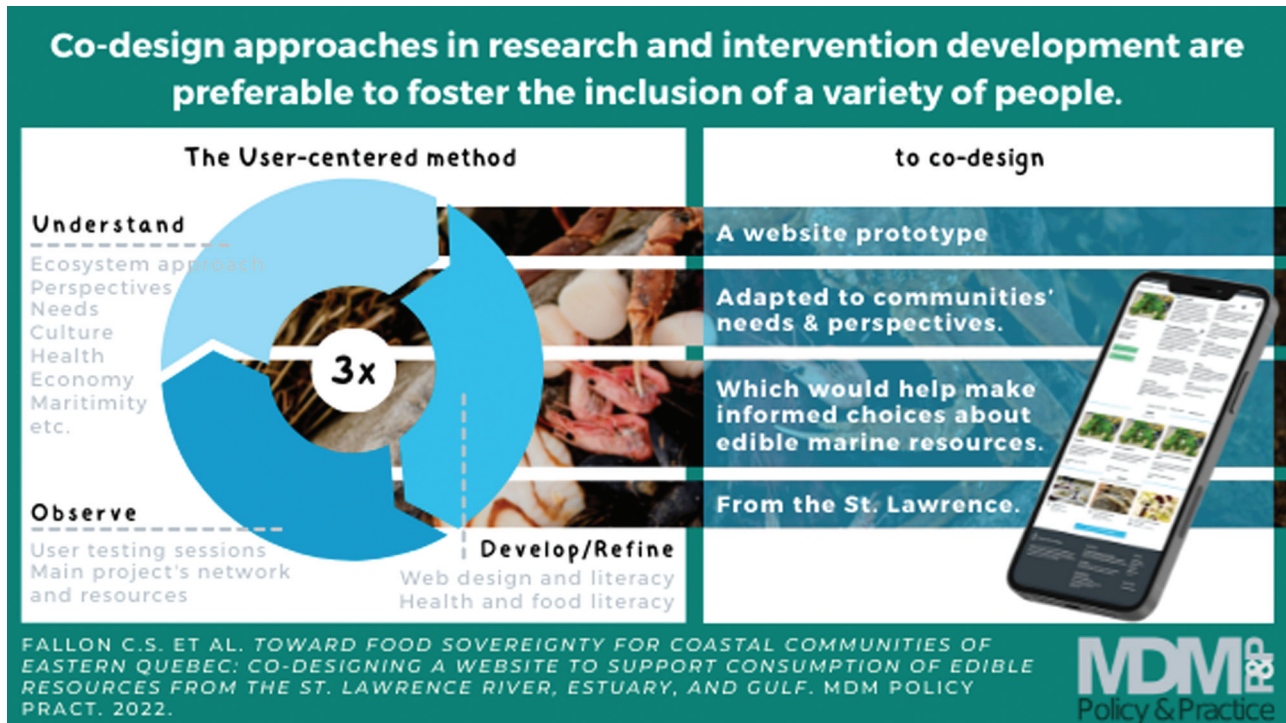 Co-design approaches in research and intervention development are
preferable to foster the inclusion of a variety of people.
The User-centered method
Understand
Ecosystem approach
Perspectives
Needs
Culture
Health
Economy
Maritimity
etc.
3x
Observe
User testing sessions
Main project's network
and resources
Develop/Refine
Web design and literacy
Health and food literacy
to co-design
A website prototype
Adapted to communities'
needs & perspectives.
Which would help make
informed choices about
edible marine resources.
From the St. Lawrence.
FALLON C.S. ET AL. TOWARD FOOD SOVEREIGNTY FOR COASTAL COMMUNITIES OF
EASTERN QUEBEC: CO-DESIGNING A WEBSITE TO SUPPORT CONSUMPTION OF EDIBLE
RESOURCES FROM THE ST. LAWRENCE RIVER, ESTUARY, AND GULF. MDM POLICY
PRACT. 2022.
MDM P&P
Policy & Practice